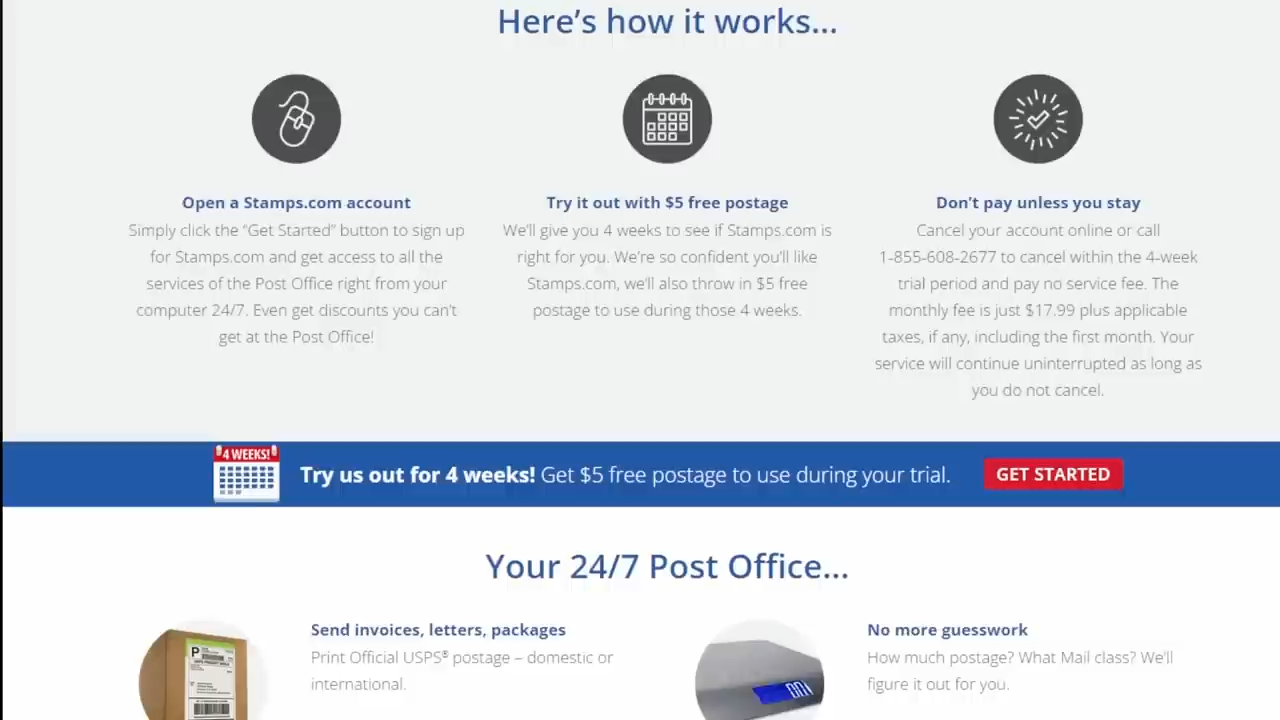 Here's how it works...
Open a Stamps.com account
Simply click the "Get Started" button to sign up
for Stamps.com and get access to all the
services of the Post Office right from your
computer 24/7. Even get discounts you can't
get at the Post Office!
Try it out with $5 free postage
We'll give you 4 weeks to see if Stamps.com is
right for you. We're so confident you'll like
Stamps.com, we'll also throw in $5 free
postage to use during those 4 weeks.
Don't pay unless you stay
Cancel your account online or call
1-855-608-2677 to cancel within the 4-week
trial period and pay no service fee. The
monthly fee is just $17.99 plus applicable
taxes, if any, including the first month. Your
service will continue uninterrupted as long as
you do not cancel.
4 WEEKS!
Try us out for 4 weeks! Get $5 free postage to use during your trial.
GET STARTED
Your 24/7 Post Office...
P
Send invoices, letters, packages
Print Official USPS® postage – domestic or
international.
No more guesswork
How much postage? What Mail class? We'll
figure it out for you.